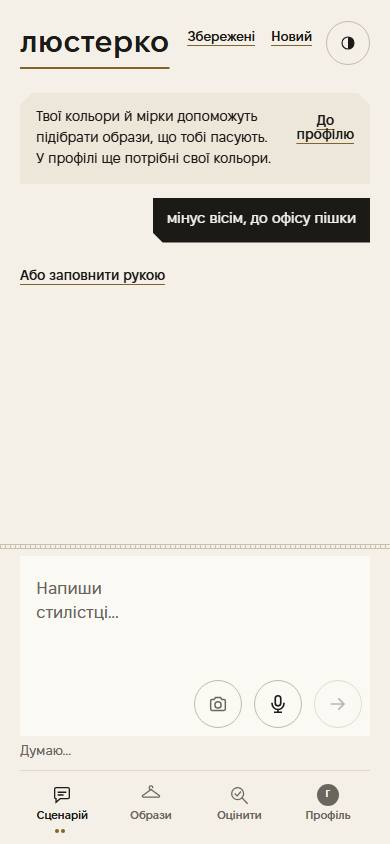 люстерко
Збережені
Новий
Твої кольори й мірки допоможуть
підібрати образи, що тобі пасують.
У профілі ще потрібні свої кольори.
До
профілю
мінус вісім, до офісу пішки
Або заповнити рукою
Напиши
стилістці...
Думаю...
Сценарій
Образи
Оцінити
Г
Профіль